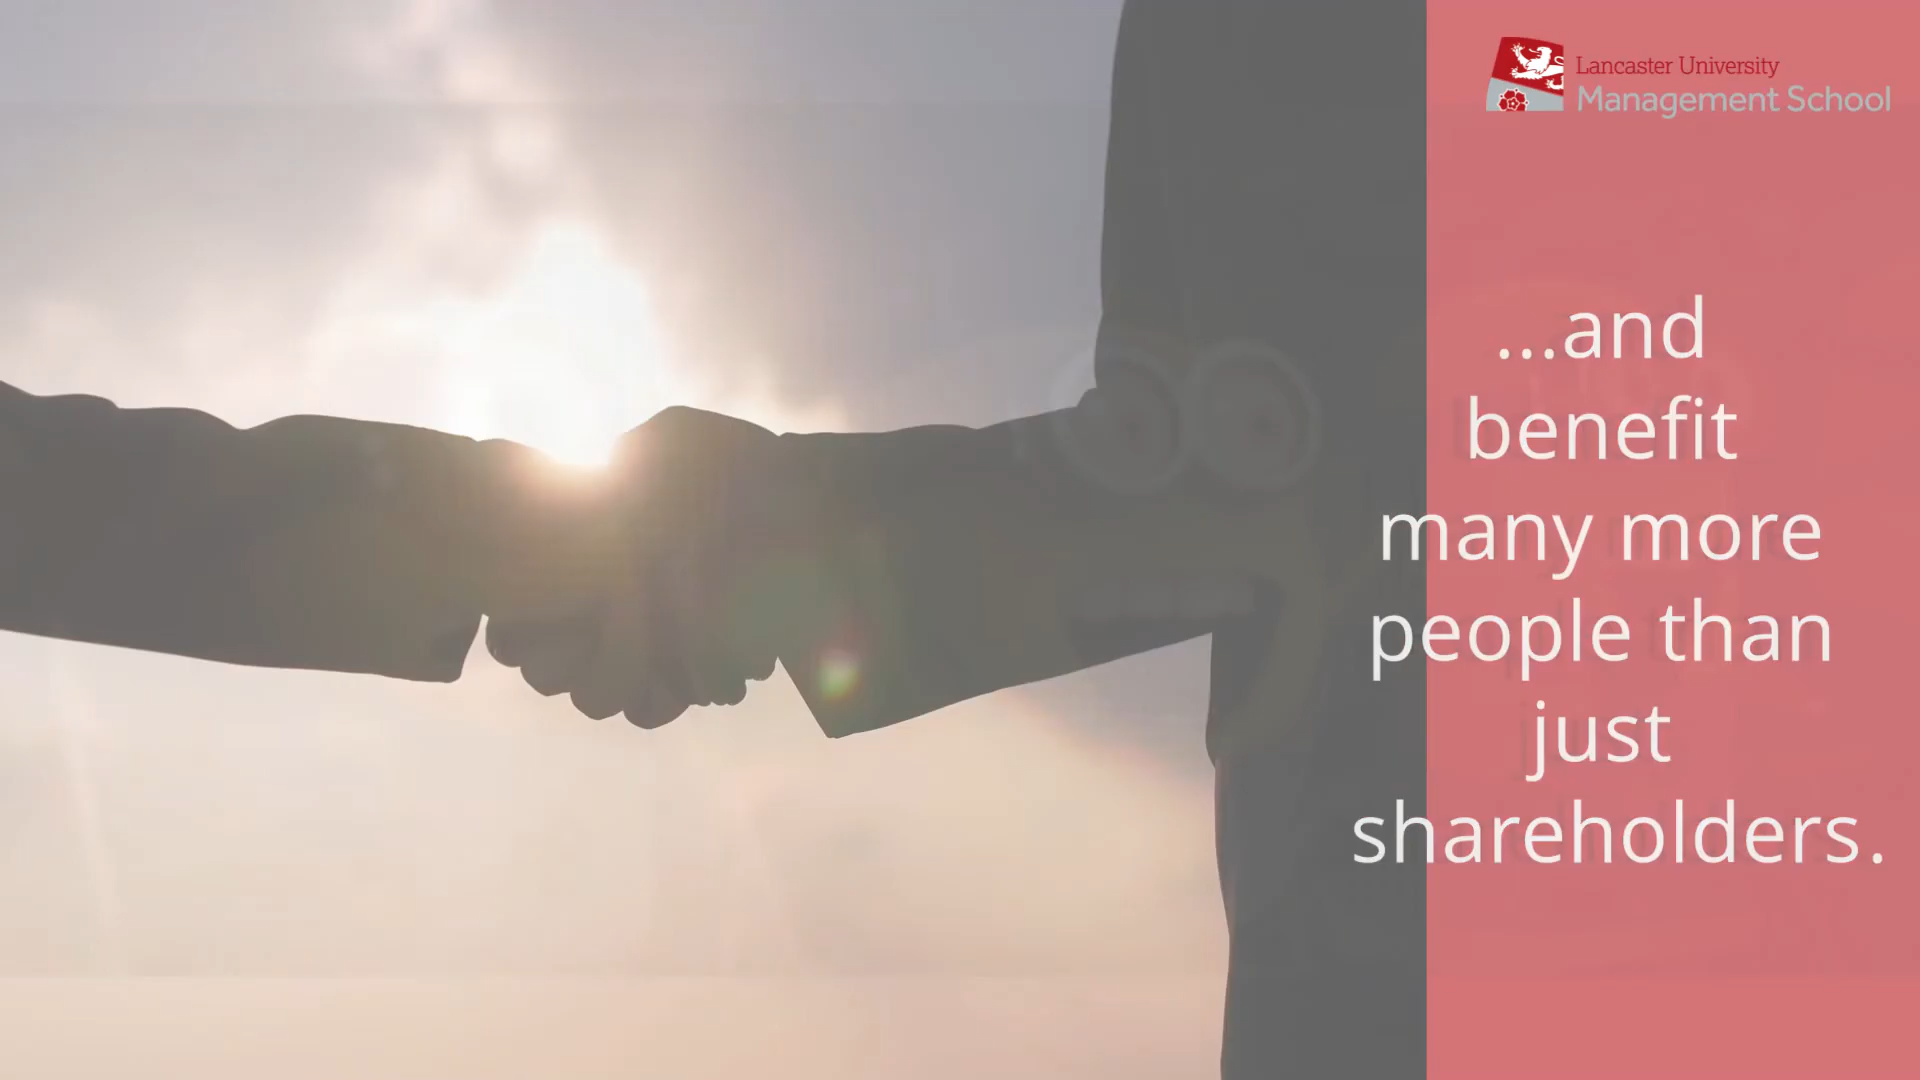 Lancaster University
Management School
...and
benefit
many more
people than
just
shareholders.